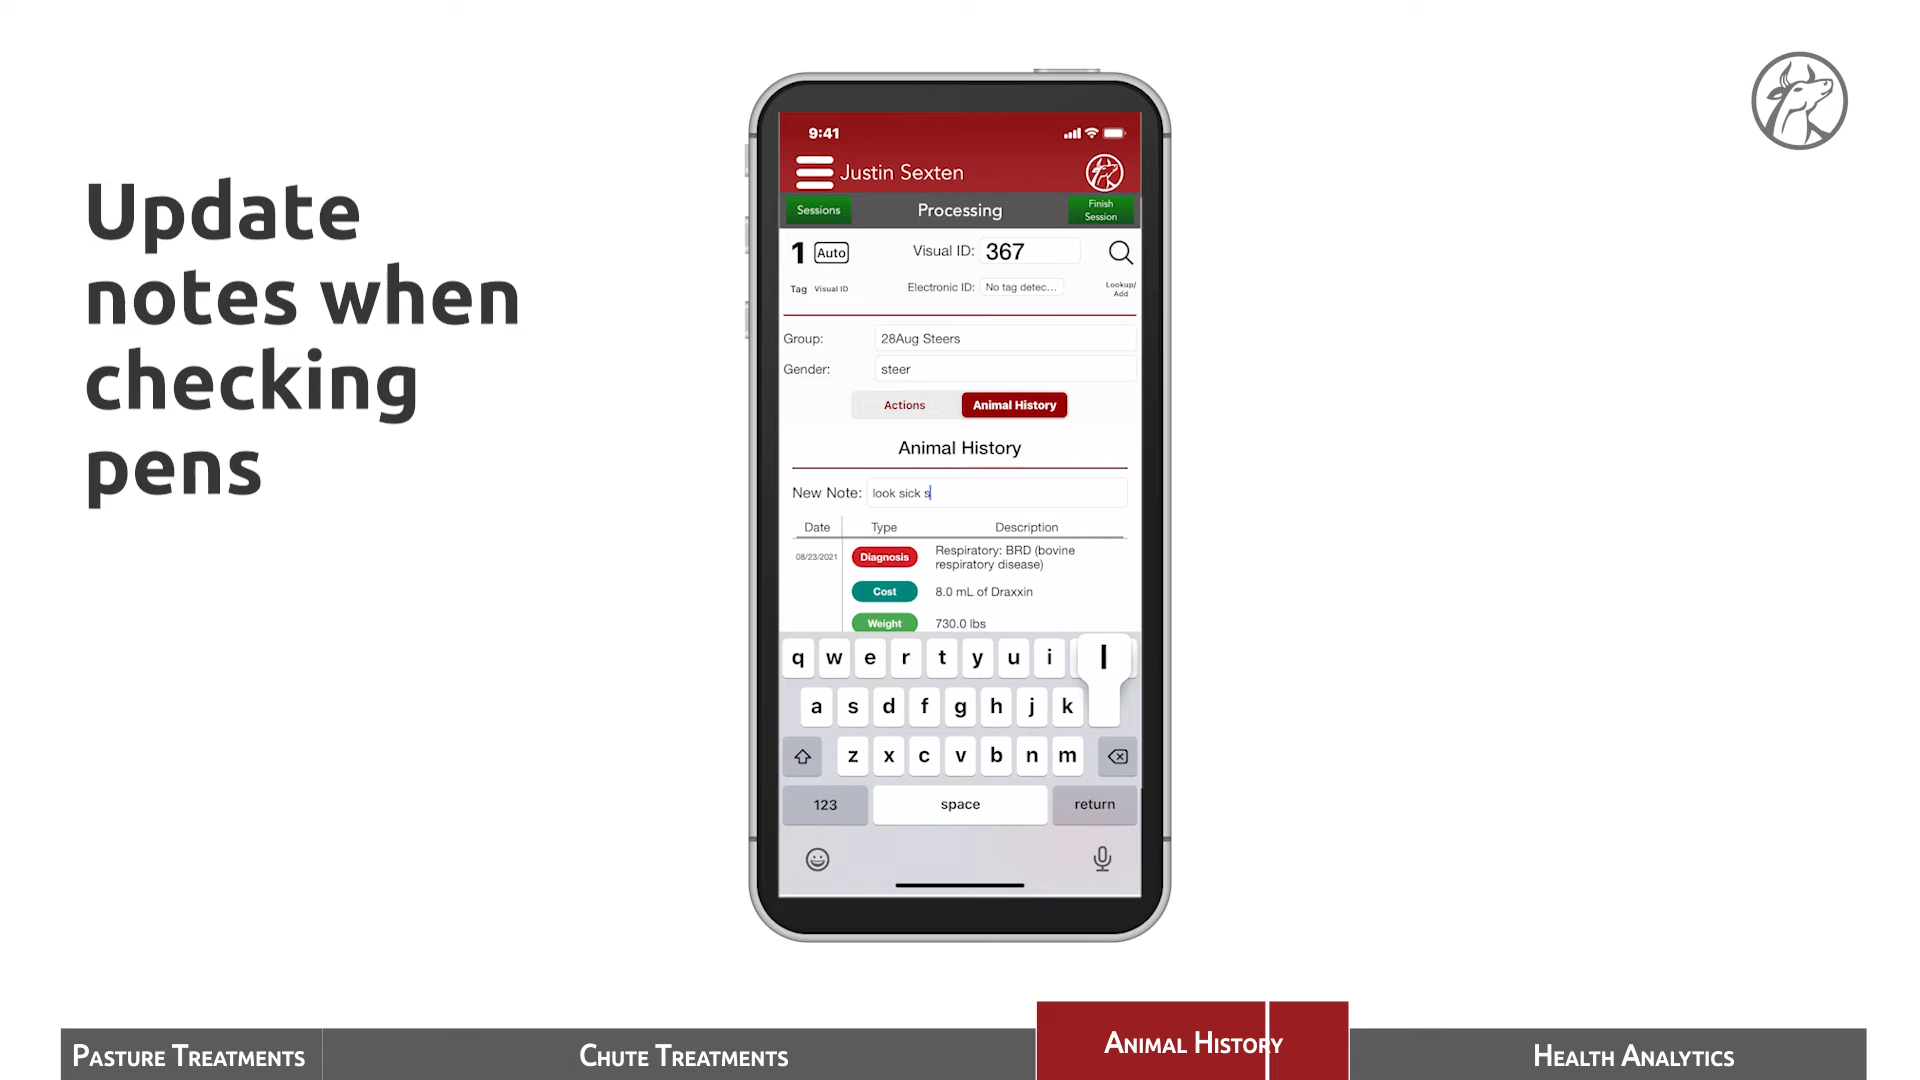 Update
notes when
checking
pens
9:41
Justin Sexten
Sessions
Processing
Finish
Session
1 Auto
Visual ID: 367
Tag Visual ID
Electronic ID: No tag detec...
Lookup/
Add
Group: 28Aug Steers
Gender: steer
Actions
Animal History
Animal History
New Note: look sick s
Date Type Description
08/23/2021 Diagnosis Respiratory: BRD (bovine
respiratory disease)
Cost 8.0 mL of Draxxin
Weight 730.0 lbs
q w e r t y u i l
a s d f g h j k
z x c v b n m
123 space return
PASTURE TREATMENTS
CHUTE TREATMENTS
ANIMAL HISTORY
HEALTH ANALYTICS